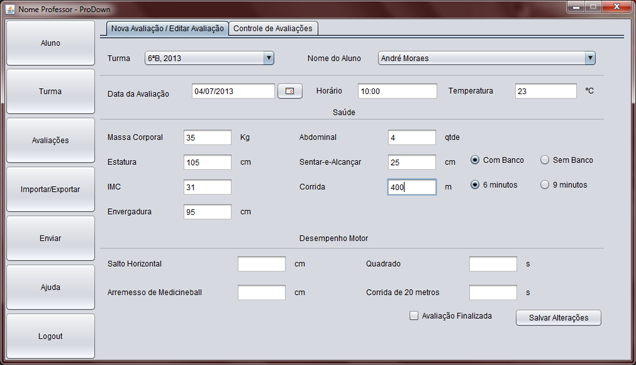 Nome Professor - ProDown
Aluno
Turma
Avaliações
Importar/Exportar
Enviar
Ajuda
Logout
Nova Avaliação / Editar Avaliação Controle de Avaliações
Turma 6ªB, 2013 Nome do Aluno André Moraes
Data da Avaliação 04/07/2013 Horário 10:00 Temperatura 23 ºC
Saúde
Massa Corporal 35 Kg Abdominal 4 qtde
Estatura 105 cm Sentar-e-Alcançar 25 cm Com Banco Sem Banco
IMC 31 Corrida 400 m 6 minutos 9 minutos
Envergadura 95 cm
Desempenho Motor
Salto Horizontal cm Quadrado s
Arremesso de Medicineball cm Corrida de 20 metros s
Avaliação Finalizada Salvar Alterações